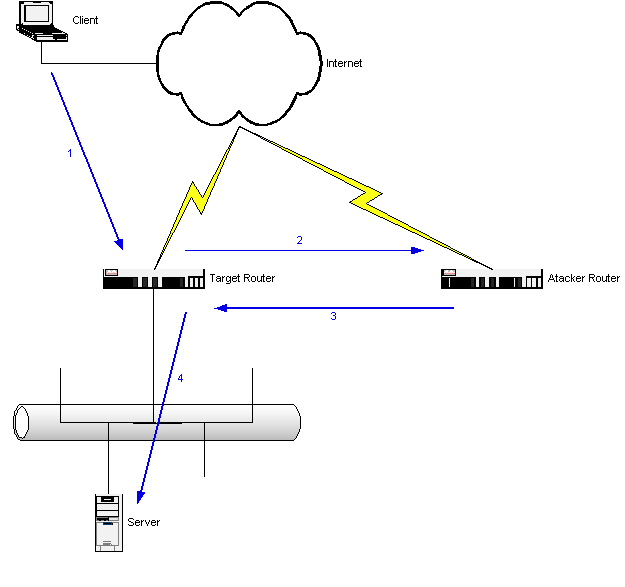 Client
Internet
1
2
Target Router
Atacker Router
3
4
Server